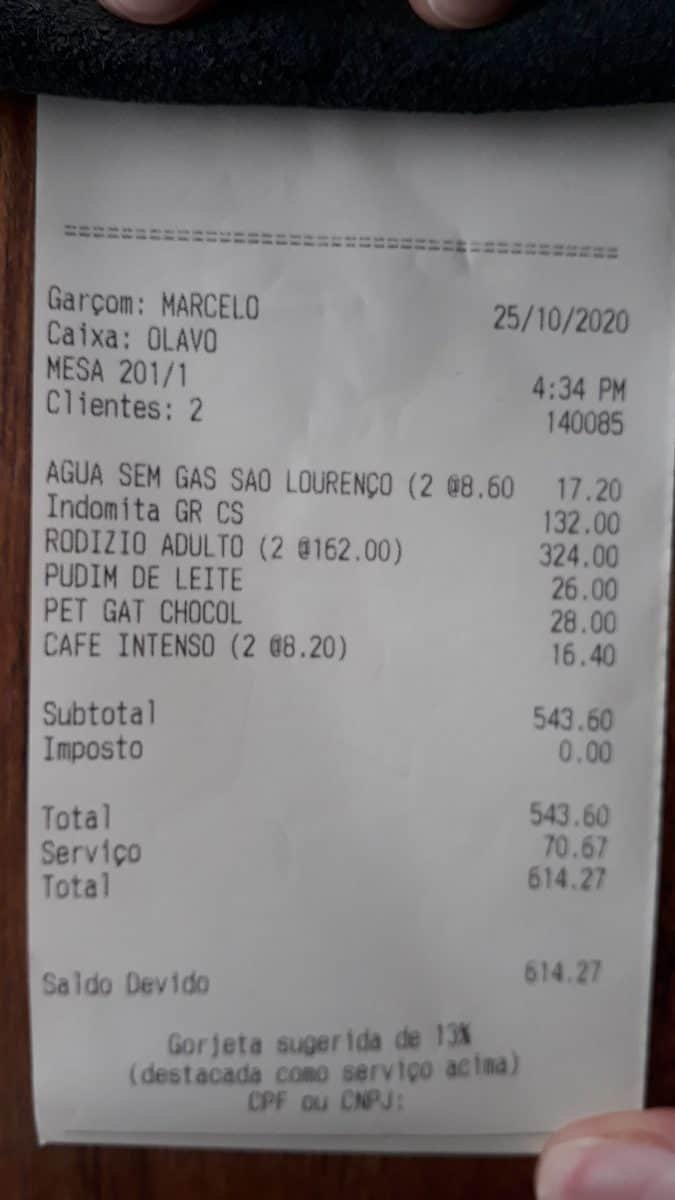 =====================================
Garçom: MARCELO 25/10/2020
Caixa: OLAVO
MESA 201/1 4:34 PM
Clientes: 2 140085
AGUA SEM GAS SAO LOURENÇO (2 @8.60 17.20
Indomita GR CS 132.00
RODIZIO ADULTO (2 @162.00) 324.00
PUDIM DE LEITE 26.00
PET GAT CHOCOL 28.00
CAFE INTENSO (2 @8.20) 16.40
Subtotal 543.60
Imposto 0.00
Total 543.60
Serviço 70.67
Total 614.27
Saldo Devido 614.27
Gorjeta sugerida de 13%
(destacada como serviço acima)
CPF ou CNPJ: